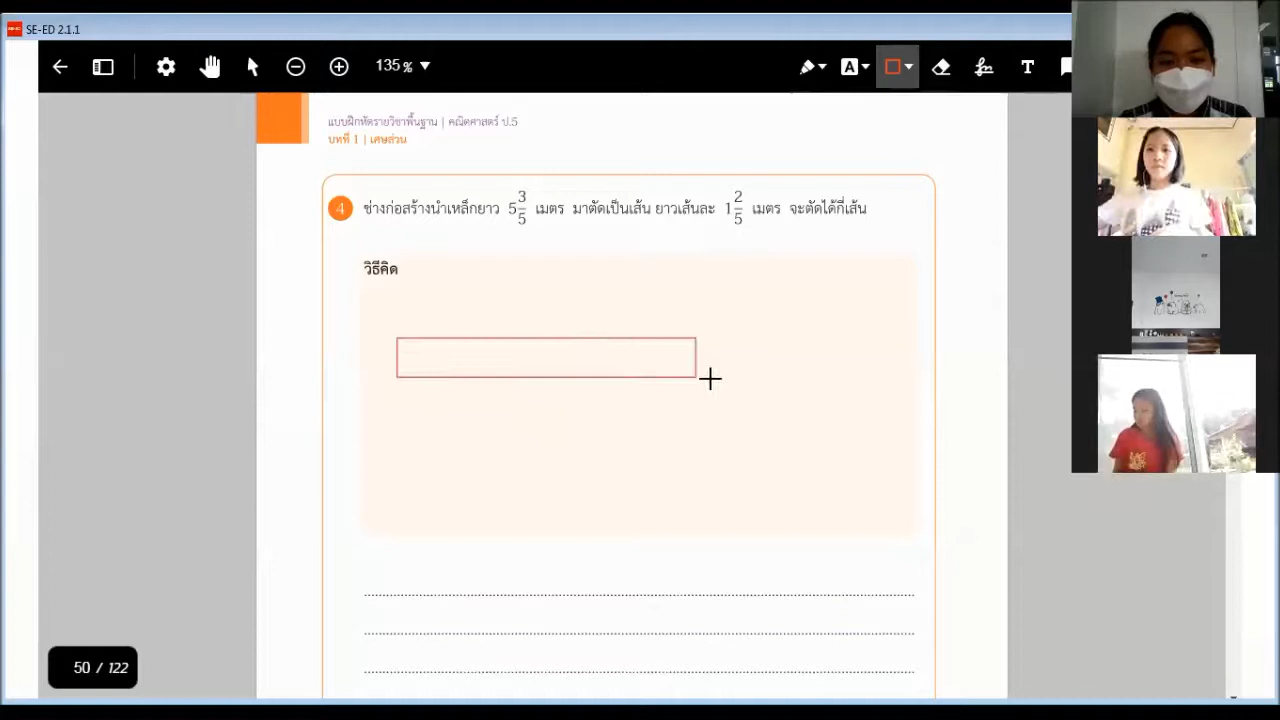 SE-ED 2.1.1
135 %
A
T
แบบฝึกหัดรายวิชาพื้นฐาน | คณิตศาสตร์ ป.5
บทที่ 1 | เศษส่วน
4 ช่างก่อสร้างนำเหล็กยาว 5 3/5 เมตร มาตัดเป็นเส้น ยาวเส้นละ 1 2/5 เมตร จะตัดได้กี่เส้น
วิธีคิด
50 / 122